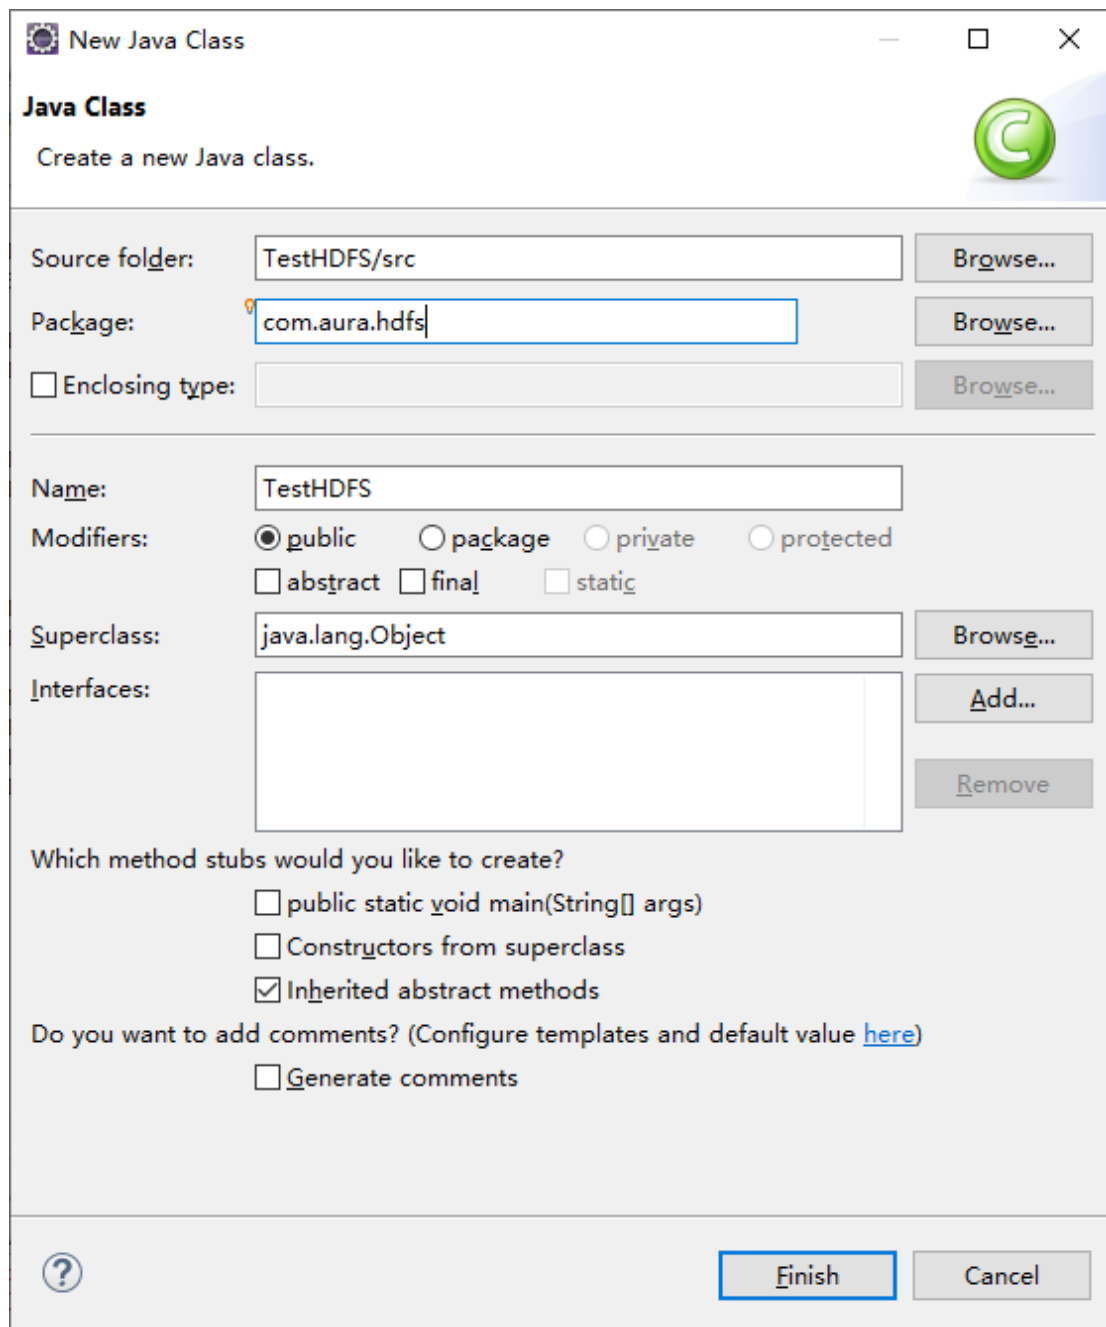 New Java Class
Java Class
Create a new Java class.
Source folder: TestHDFS/src Browse...
Package: com.aura.hdfs Browse...
Enclosing type: Browse...
Name: TestHDFS
Modifiers: public package private protected
abstract final static
Superclass: java.lang.Object Browse...
Interfaces: Add...
Remove
Which method stubs would you like to create?
public static void main(String[] args)
Constructors from superclass
Inherited abstract methods
Do you want to add comments? (Configure templates and default value here)
Generate comments
? Finish Cancel